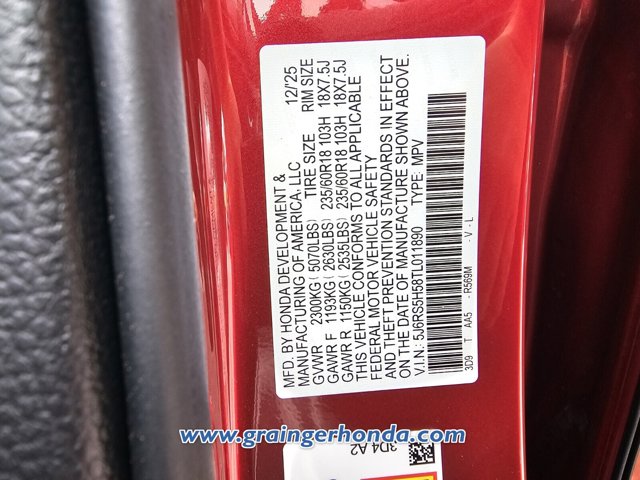 MFD. BY HONDA DEVELOPMENT &
MANUFACTURING OF AMERICA, LLC 12/'25
GVWR 2300KG (5070LBS) TIRE SIZE RIM SIZE
GAWR F 1193KG (2630LBS) 235/60R18 103H 18X7.5J
GAWR R 1150KG (2535LBS) 235/60R18 103H 18X7.5J
THIS VEHICLE CONFORMS TO ALL APPLICABLE
FEDERAL MOTOR VEHICLE SAFETY
AND THEFT PREVENTION STANDARDS IN EFFECT
ON THE DATE OF MANUFACTURE SHOWN ABOVE.
V.I.N.: 5J6RS5H58TL011890 TYPE: MPV
3D9 T AA5 - R569M - V - L
3D4 A2
www.graingerhonda.com